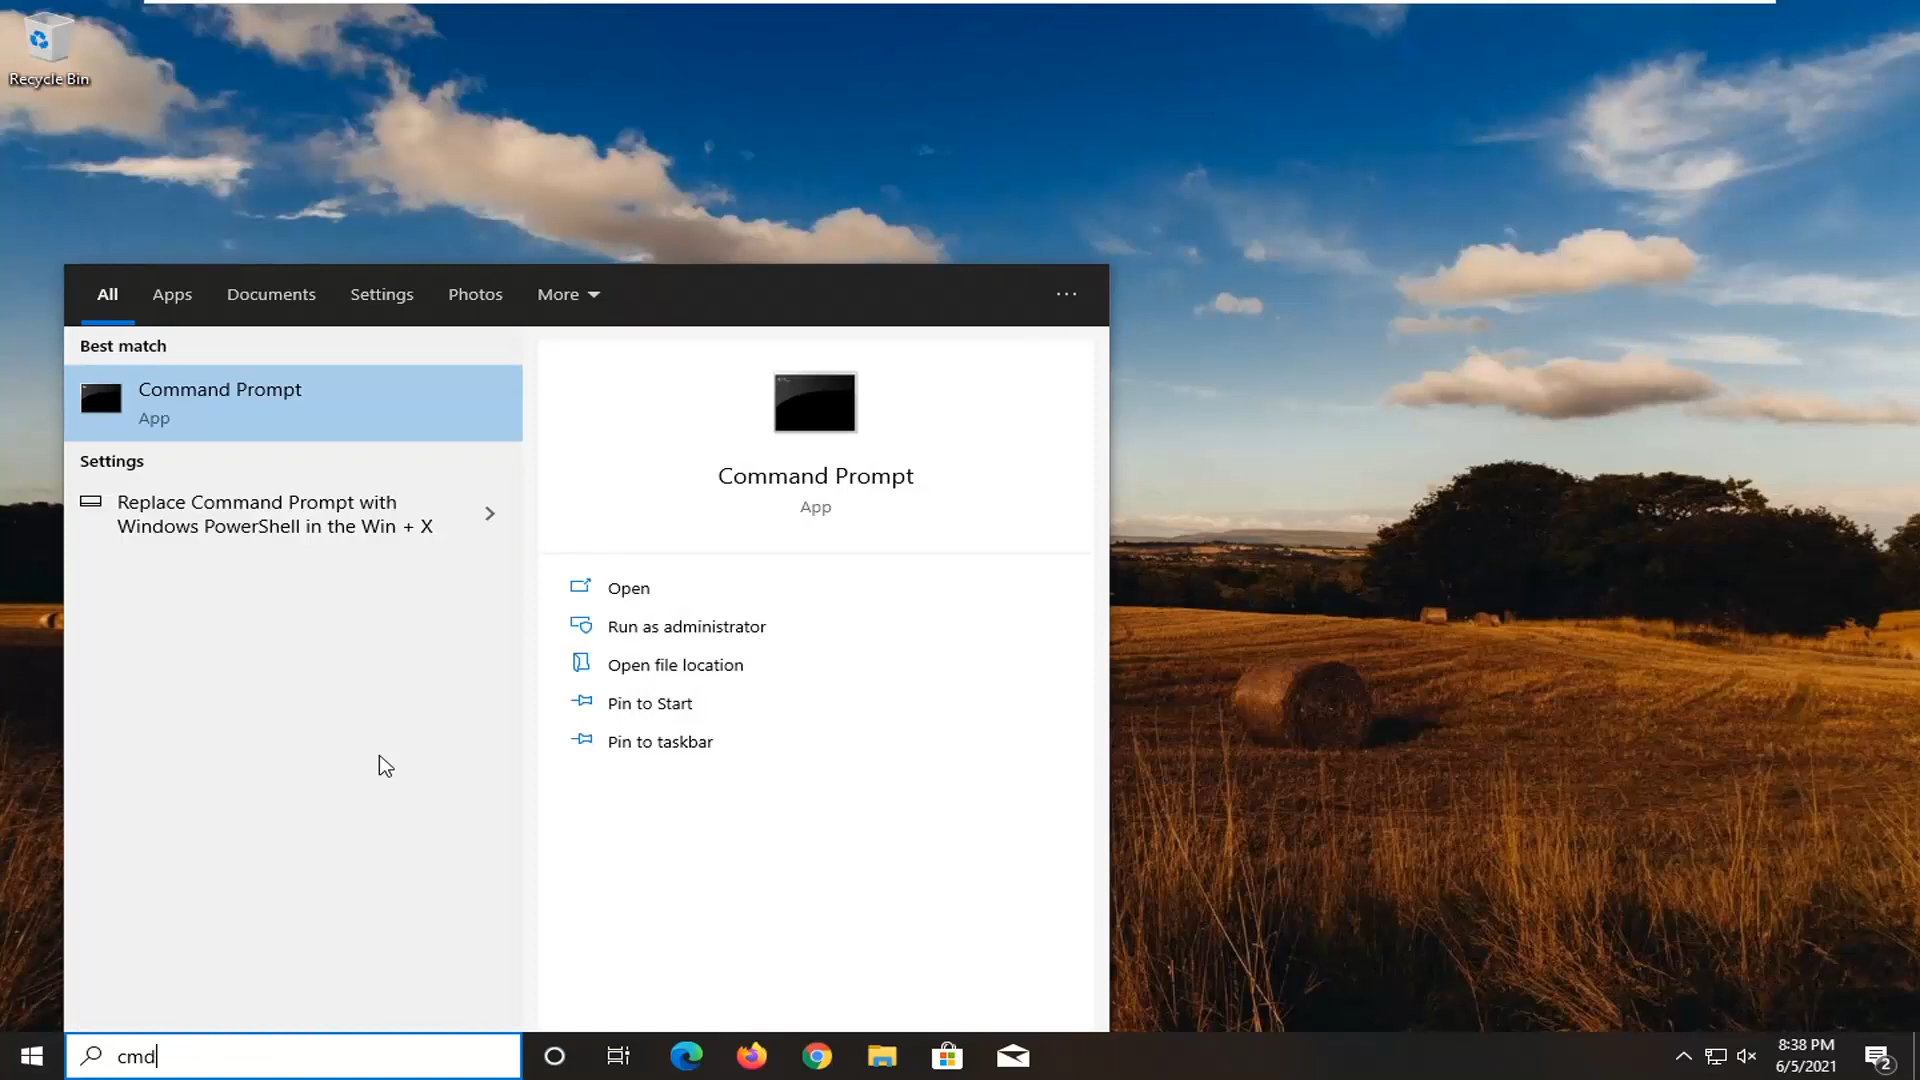 Recycle Bin
All Apps Documents Settings Photos More ...
Best match
Command Prompt
App
Settings
Replace Command Prompt with
Windows PowerShell in the Win + X
Command Prompt
App
Open
Run as administrator
Open file location
Pin to Start
Pin to taskbar
cmd
8:38 PM
6/5/2021
2